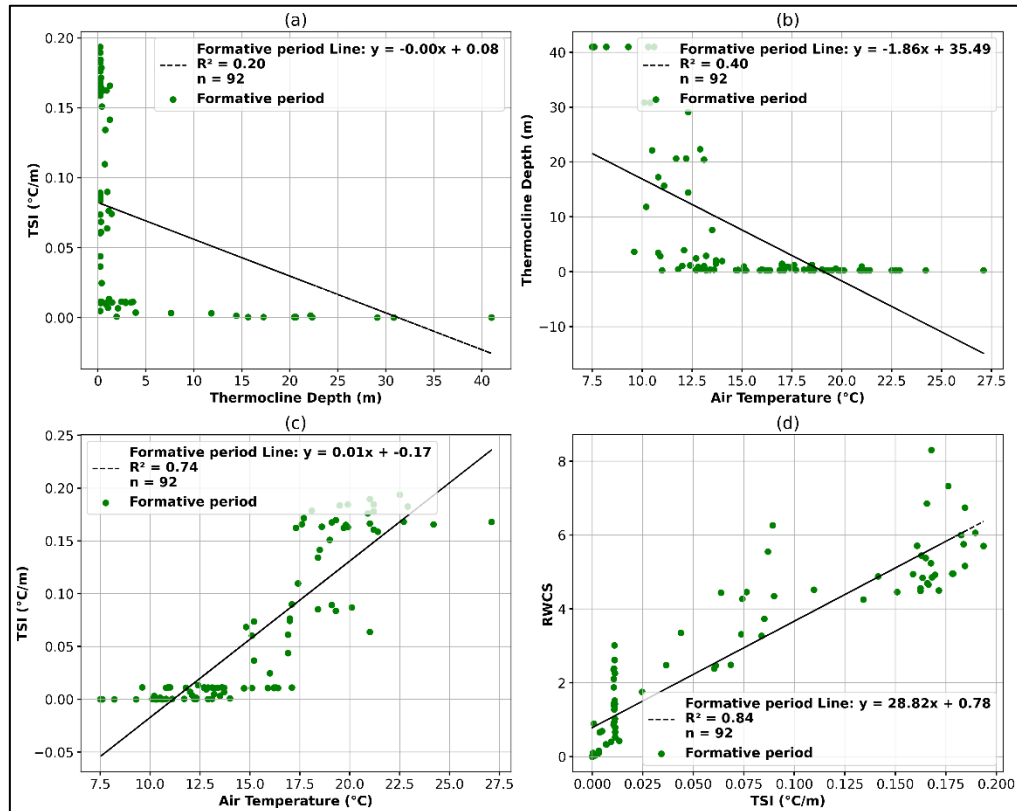 (a)
Formative period Line: y = -0.00x + 0.08
R² = 0.20
n = 92
Formative period
0.20
0.15
0.10
0.05
0.00
TSI (°C/m)
0 5 10 15 20 25 30 35 40
Thermocline Depth (m)
(b)
Formative period Line: y = -1.86x + 35.49
R² = 0.40
n = 92
Formative period
40
30
20
10
0
−10
Thermocline Depth (m)
7.5 10.0 12.5 15.0 17.5 20.0 22.5 25.0 27.5
Air Temperature (°C)
(c)
Formative period Line: y = 0.01x + -0.17
R² = 0.74
n = 92
Formative period
0.25
0.20
0.15
0.10
0.05
0.00
−0.05
TSI (°C/m)
7.5 10.0 12.5 15.0 17.5 20.0 22.5 25.0 27.5
Air Temperature (°C)
(d)
8
6
4
2
0
RWCS
Formative period Line: y = 28.82x + 0.78
R² = 0.84
n = 92
Formative period
0.000 0.025 0.050 0.075 0.100 0.125 0.150 0.175 0.200
TSI (°C/m)